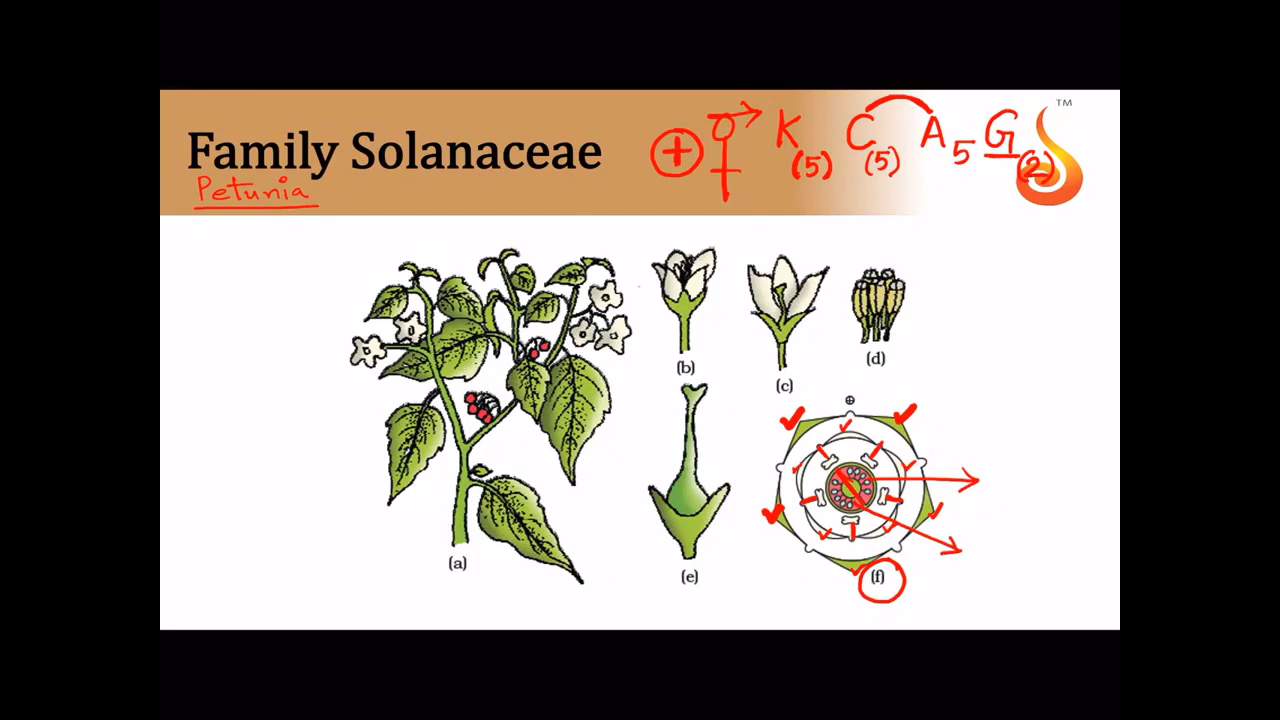 Family Solanaceae
Petunia
⊕ ⚥ K(5) C(5) A5 G(2)
TM
(a)
(b)
(c)
(d)
(e)
⊕
(f)